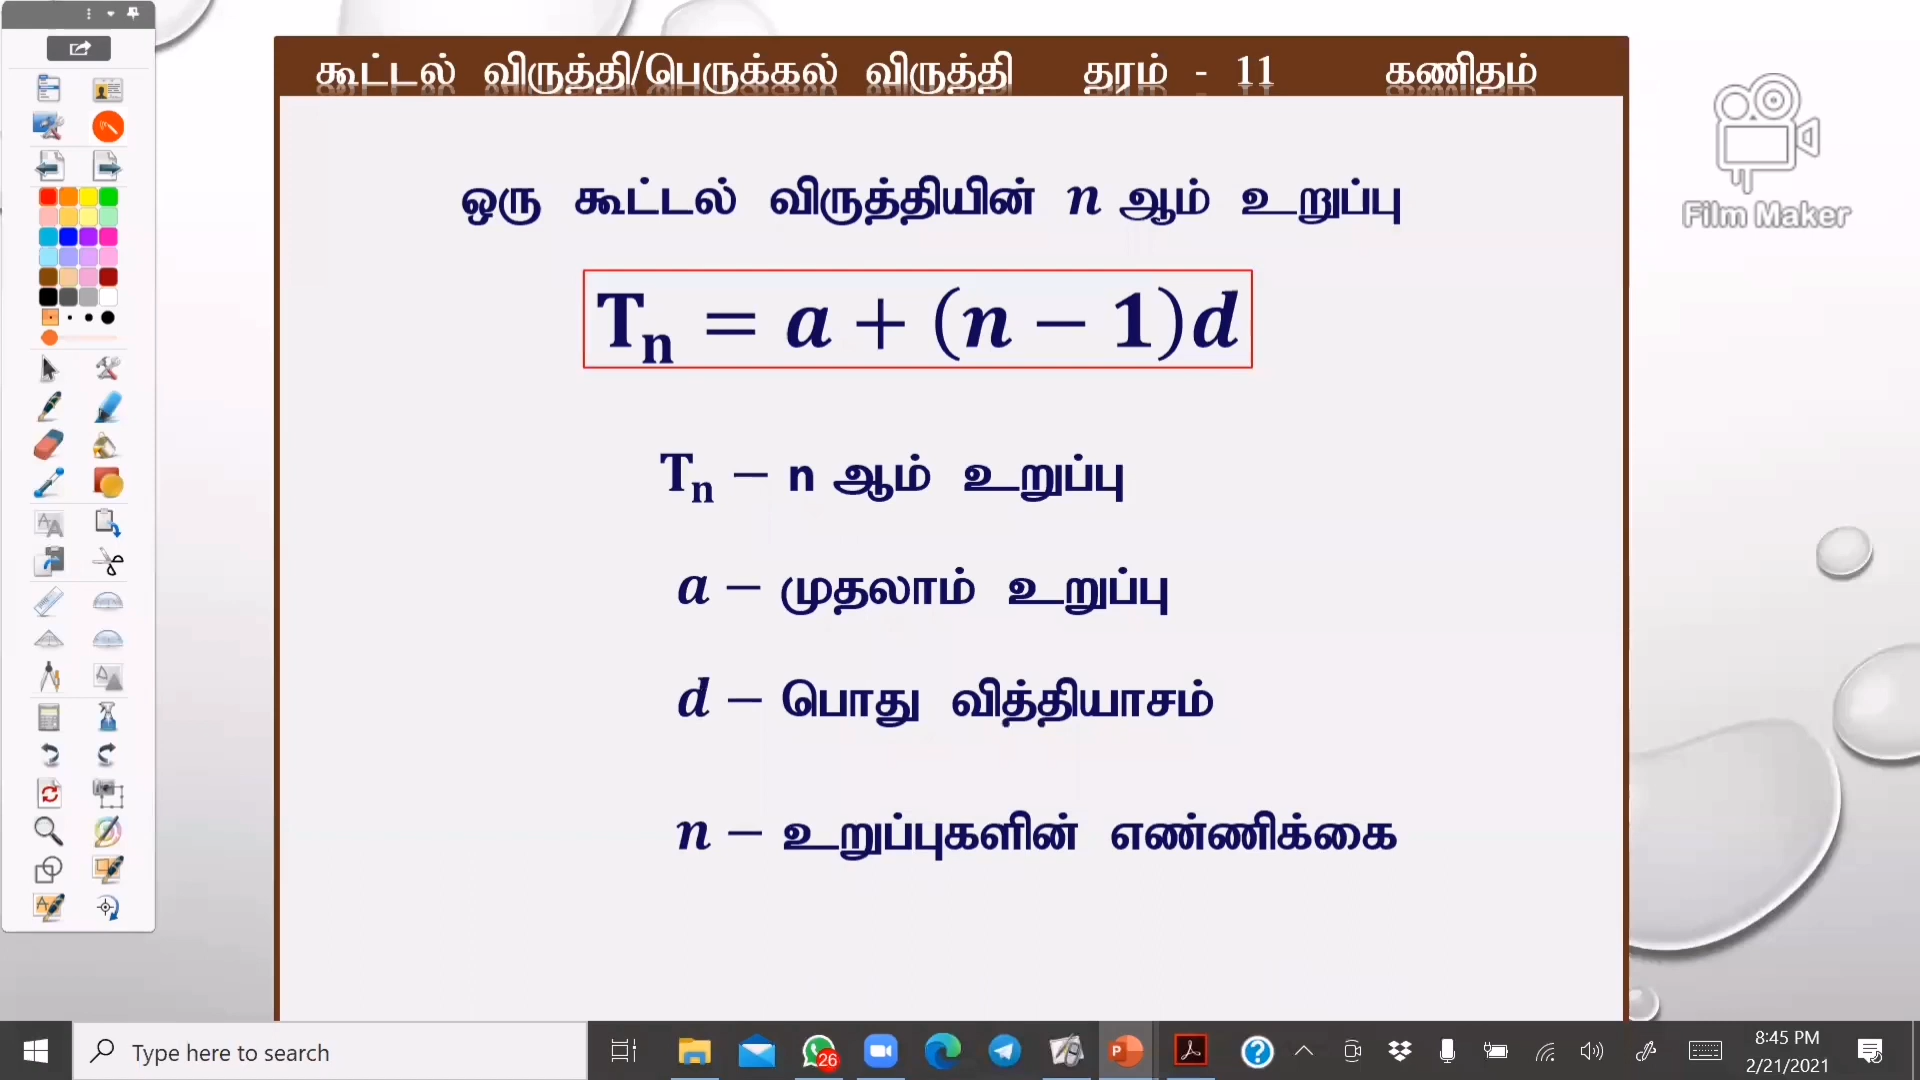 கூட்டல் விருத்தி/பெருக்கல் விருத்தி தரம் - 11 கணிதம்
Film Maker
ஒரு கூட்டல் விருத்தியின் n ஆம் உறுப்பு
Tₙ = a + (n − 1)d
Tₙ − n ஆம் உறுப்பு
a − முதலாம் உறுப்பு
d − பொது வித்தியாசம்
n − உறுப்புகளின் எண்ணிக்கை
Type here to search
26
8:45 PM
2/21/2021